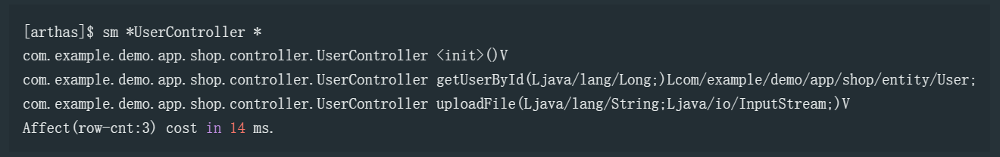 [arthas]$ sm *UserController *
com.example.demo.app.shop.controller.UserController <init>()V
com.example.demo.app.shop.controller.UserController getUserById(Ljava/lang/Long;)Lcom/example/demo/app/shop/entity/User;
com.example.demo.app.shop.controller.UserController uploadFile(Ljava/lang/String;Ljava/io/InputStream;)V
Affect(row-cnt:3) cost in 14 ms.